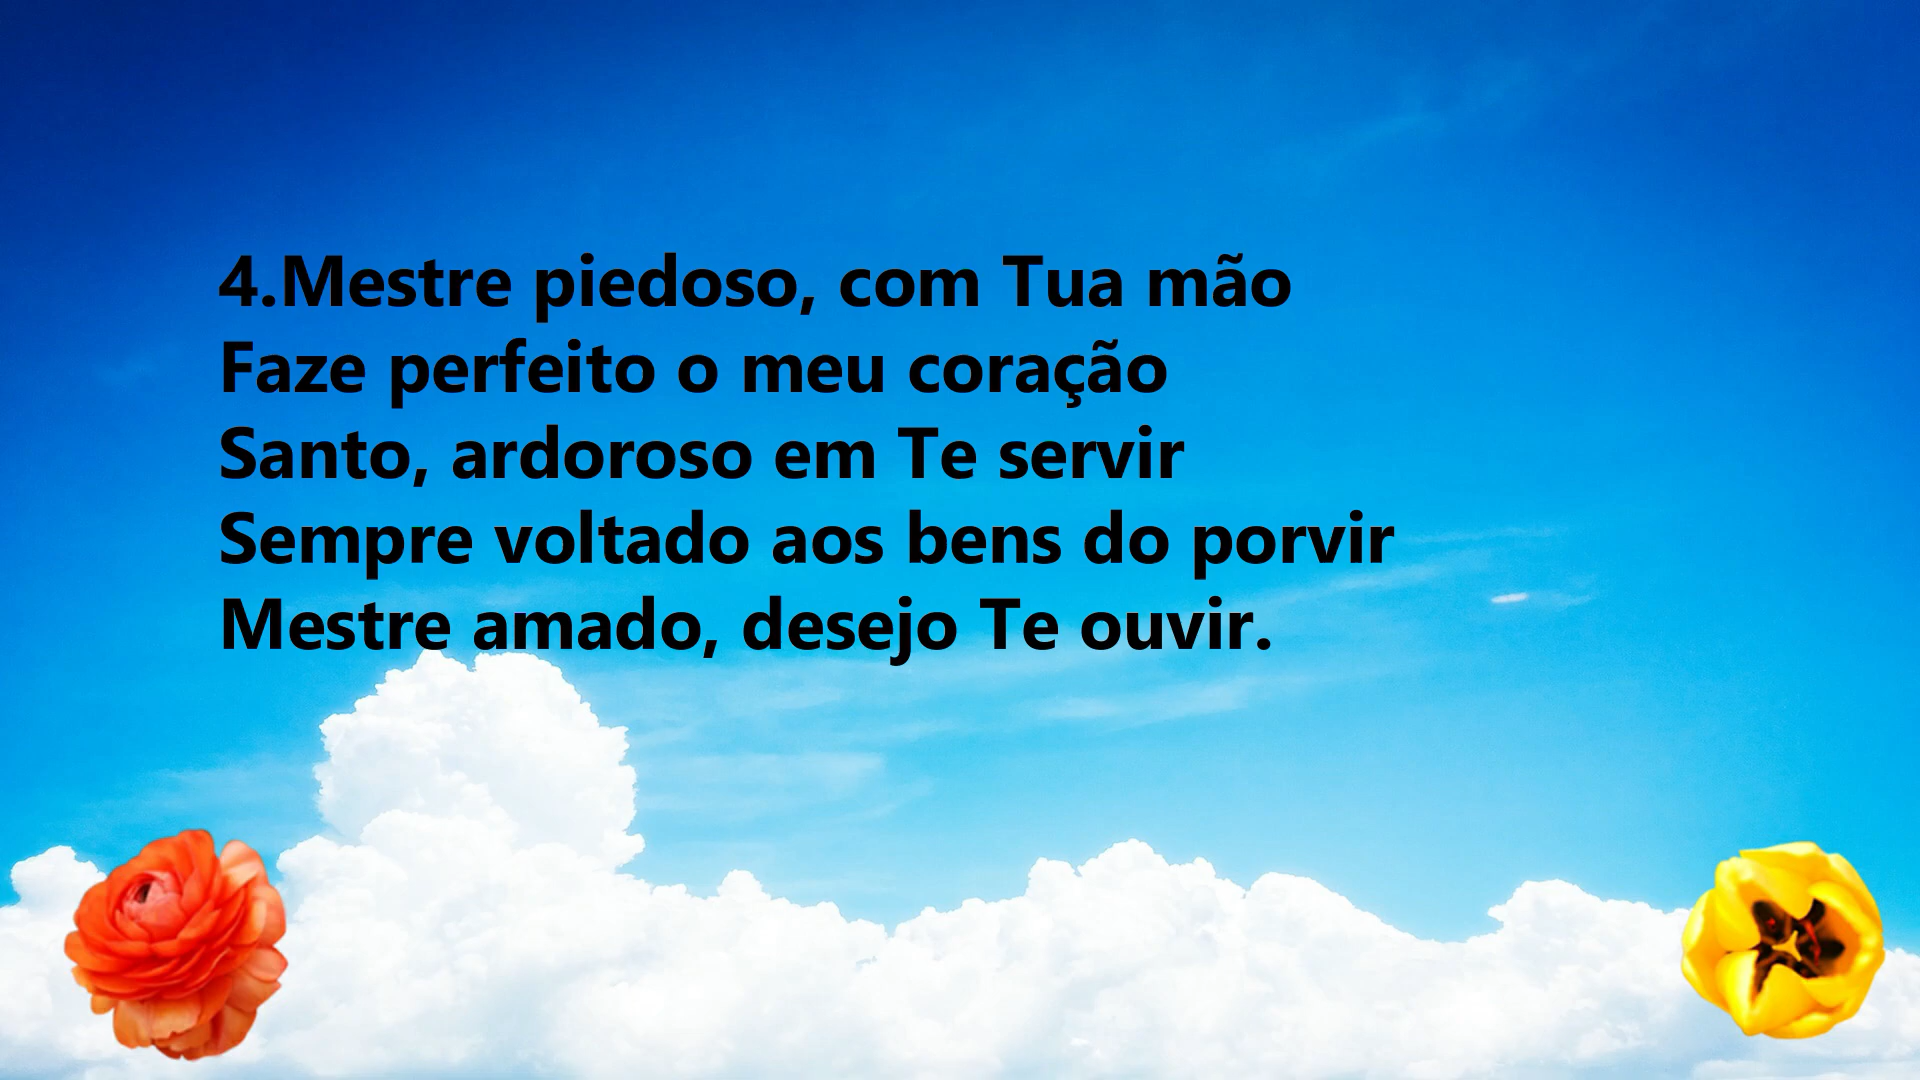 4.Mestre piedoso, com Tua mão
Faze perfeito o meu coração
Santo, ardoroso em Te servir
Sempre voltado aos bens do porvir
Mestre amado, desejo Te ouvir.